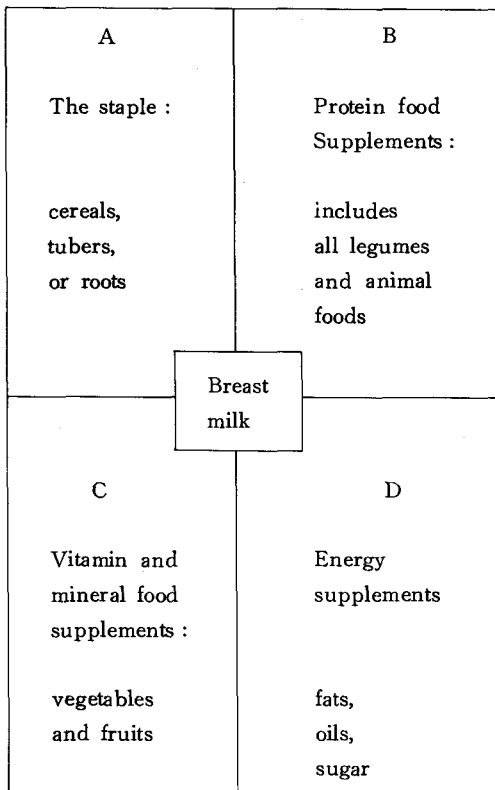 A
The staple :
cereals,
tubers,
or roots
B
Protein food
Supplements :
includes
all legumes
and animal
foods
Breast
milk
C
Vitamin and
mineral food
supplements :
vegetables
and fruits
D
Energy
supplements
fats,
oils,
sugar